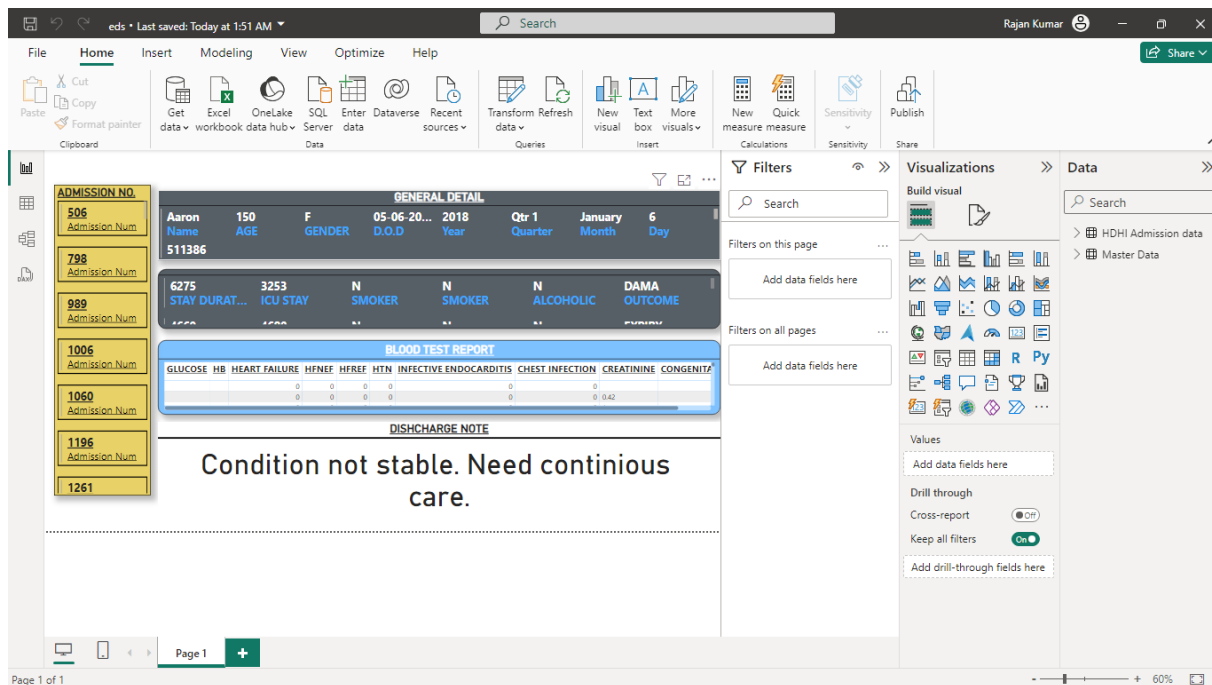 eds • Last saved: Today at 1:51 AM
Search
Rajan Kumar
File Home Insert Modeling View Optimize Help
Share
Paste
Cut
Copy
Format painter
Clipboard
Get data
Excel workbook
OneLake data hub
SQL Server
Enter data
Dataverse
Recent sources
Data
Transform data
Refresh
Queries
New visual
Text box
More visuals
Insert
New measure
Quick measure
Calculations
Sensitivity
Sensitivity
Publish
Share
ADMISSION NO.
506
Admission Num
798
Admission Num
989
Admission Num
1006
Admission Num
1060
Admission Num
1196
Admission Num
1261
GENERAL DETAIL
Aaron 150 F 05-06-20... 2018 Qtr 1 January 6
Name AGE GENDER D.O.D Year Quarter Month Day
511386
6275 3253 N N N DAMA
STAY DURAT... ICU STAY SMOKER SMOKER ALCOHOLIC OUTCOME
BLOOD TEST REPORT
GLUCOSE HB HEART FAILURE HFNEF HFREF HTN INFECTIVE ENDOCARDITIS CHEST INFECTION CREATININE CONGENITA
0 0 0 0 0 0
0 0 0 0 0 0 0.42
DISHCHARGE NOTE
Condition not stable. Need continious
care.
Filters
Search
Filters on this page
Add data fields here
Filters on all pages
Add data fields here
Visualizations
Build visual
R Py
123
Values
Add data fields here
Drill through
Cross-report Off
Keep all filters On
Add drill-through fields here
Data
Search
HDHI Admission data
Master Data
Page 1
Page 1 of 1
60%